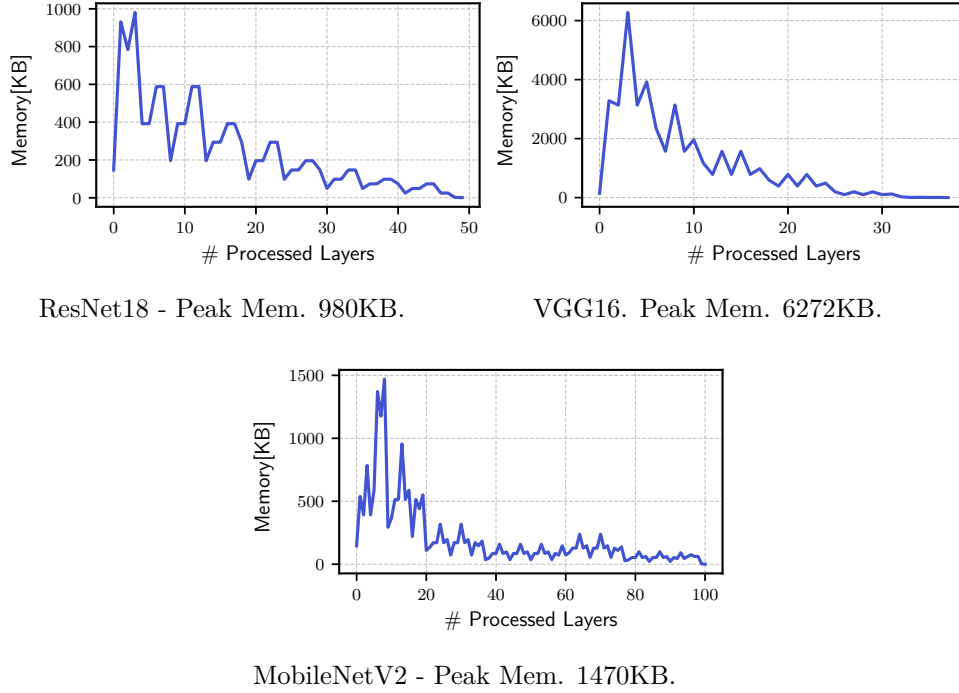 1000
800
600
400
200
0
Memory[KB]
0 10 20 30 40 50
# Processed Layers
ResNet18 - Peak Mem. 980KB.
6000
4000
2000
0
Memory[KB]
0 10 20 30
# Processed Layers
VGG16. Peak Mem. 6272KB.
1500
1000
500
0
Memory[KB]
0 20 40 60 80 100
# Processed Layers
MobileNetV2 - Peak Mem. 1470KB.